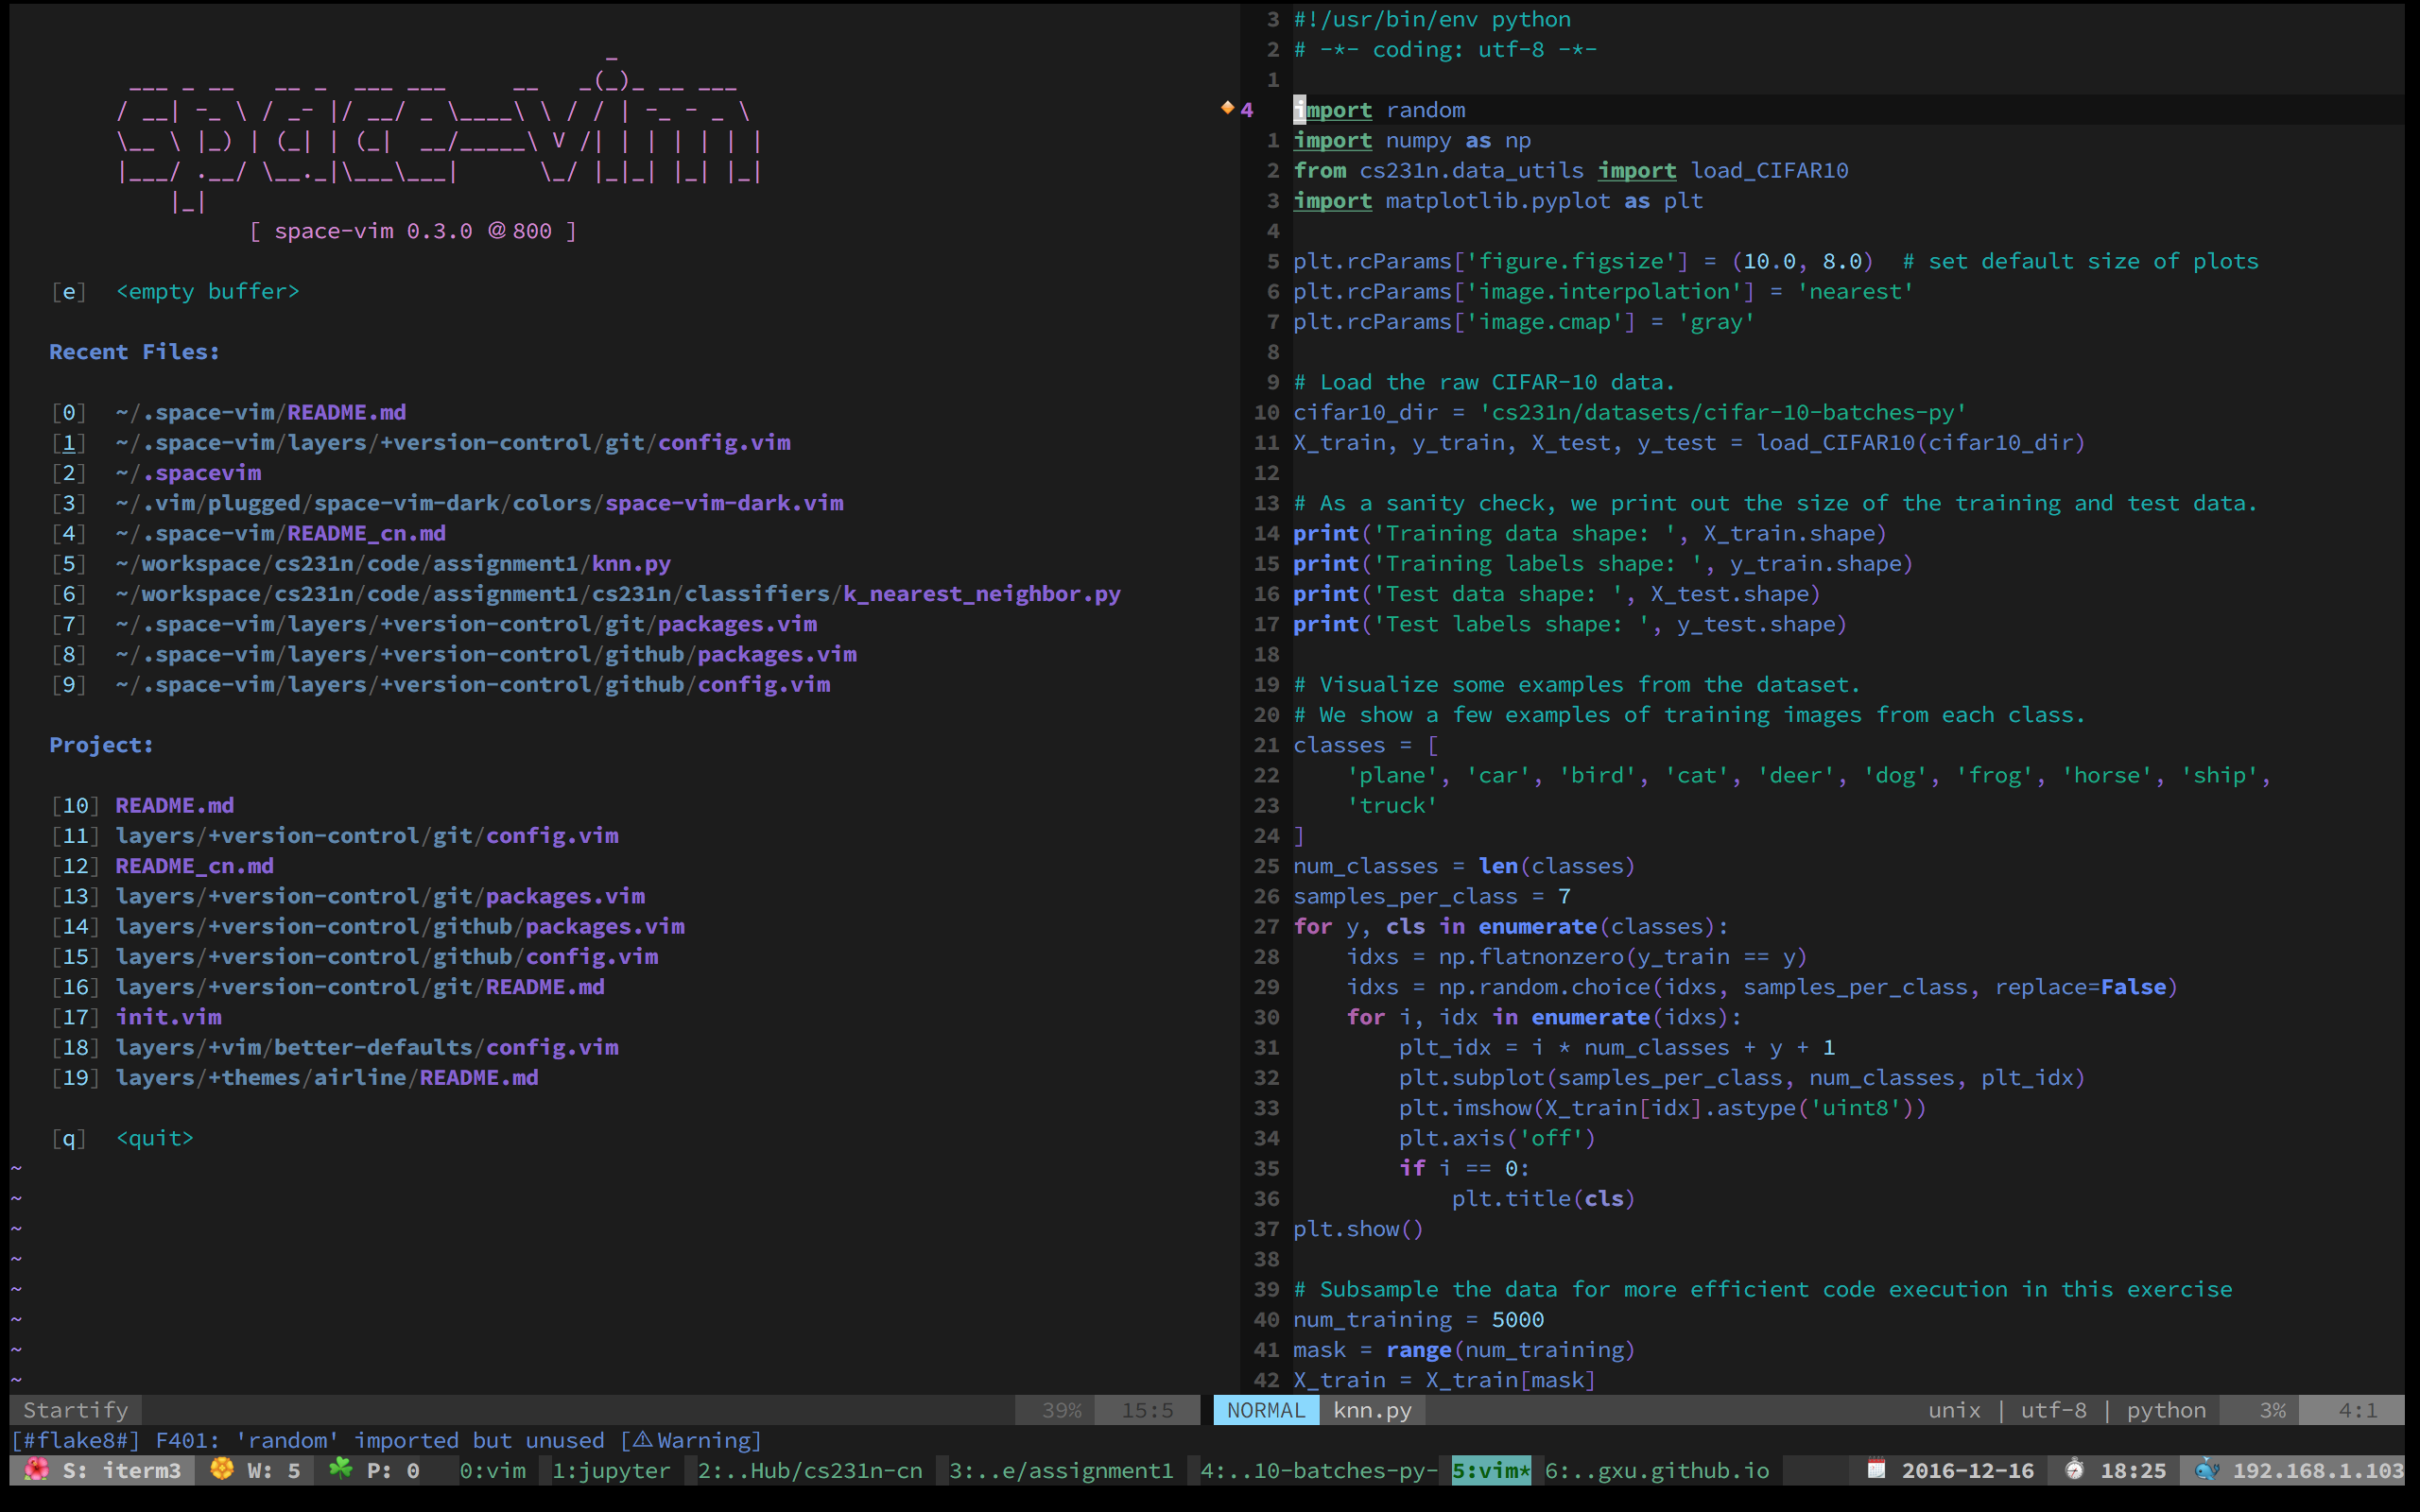 _
 ___ _ __   __ _  ___ ___      __   _(_)_ __ ___
/ __| '_ \ / _` |/ __/ _ \____\ \ / / | '_ ` _ \
\__ \ |_) | (_| | (_|  __/_____\ V /| | | | | | |
|___/ .__/ \__,_|\___\___|      \_/ |_|_| |_| |_|
    |_|
[ space-vim 0.3.0 @800 ]
[e]  <empty buffer>
Recent Files:
[0]  ~/.space-vim/README.md
[1]  ~/.space-vim/layers/+version-control/git/config.vim
[2]  ~/.spacevim
[3]  ~/.vim/plugged/space-vim-dark/colors/space-vim-dark.vim
[4]  ~/.space-vim/README_cn.md
[5]  ~/workspace/cs231n/code/assignment1/knn.py
[6]  ~/workspace/cs231n/code/assignment1/cs231n/classifiers/k_nearest_neighbor.py
[7]  ~/.space-vim/layers/+version-control/git/packages.vim
[8]  ~/.space-vim/layers/+version-control/github/packages.vim
[9]  ~/.space-vim/layers/+version-control/github/config.vim
Project:
[10] README.md
[11] layers/+version-control/git/config.vim
[12] README_cn.md
[13] layers/+version-control/git/packages.vim
[14] layers/+version-control/github/packages.vim
[15] layers/+version-control/github/config.vim
[16] layers/+version-control/git/README.md
[17] init.vim
[18] layers/+vim/better-defaults/config.vim
[19] layers/+themes/airline/README.md
[q]  <quit>
~
~
~
~
~
~
~
~
Startify 39% 15:5
3 #!/usr/bin/env python
2 # -*- coding: utf-8 -*-
1
4 import random
1 import numpy as np
2 from cs231n.data_utils import load_CIFAR10
3 import matplotlib.pyplot as plt
4
5 plt.rcParams['figure.figsize'] = (10.0, 8.0)  # set default size of plots
6 plt.rcParams['image.interpolation'] = 'nearest'
7 plt.rcParams['image.cmap'] = 'gray'
8
9 # Load the raw CIFAR-10 data.
10 cifar10_dir = 'cs231n/datasets/cifar-10-batches-py'
11 X_train, y_train, X_test, y_test = load_CIFAR10(cifar10_dir)
12
13 # As a sanity check, we print out the size of the training and test data.
14 print('Training data shape: ', X_train.shape)
15 print('Training labels shape: ', y_train.shape)
16 print('Test data shape: ', X_test.shape)
17 print('Test labels shape: ', y_test.shape)
18
19 # Visualize some examples from the dataset.
20 # We show a few examples of training images from each class.
21 classes = [
22     'plane', 'car', 'bird', 'cat', 'deer', 'dog', 'frog', 'horse', 'ship',
23     'truck'
24 ]
25 num_classes = len(classes)
26 samples_per_class = 7
27 for y, cls in enumerate(classes):
28     idxs = np.flatnonzero(y_train == y)
29     idxs = np.random.choice(idxs, samples_per_class, replace=False)
30     for i, idx in enumerate(idxs):
31         plt_idx = i * num_classes + y + 1
32         plt.subplot(samples_per_class, num_classes, plt_idx)
33         plt.imshow(X_train[idx].astype('uint8'))
34         plt.axis('off')
35         if i == 0:
36             plt.title(cls)
37 plt.show()
38
39 # Subsample the data for more efficient code execution in this exercise
40 num_training = 5000
41 mask = range(num_training)
42 X_train = X_train[mask]
NORMAL knn.py unix | utf-8 | python 3% 4:1
[#flake8#] F401: 'random' imported but unused [⚠Warning]
🌺 S: iterm3 🏵 W: 5 ☘ P: 0 0:vim 1:jupyter 2:..Hub/cs231n-cn 3:..e/assignment1 4:..10-batches-py- 5:vim* 6:..gxu.github.io 2016-12-16 18:25 192.168.1.103